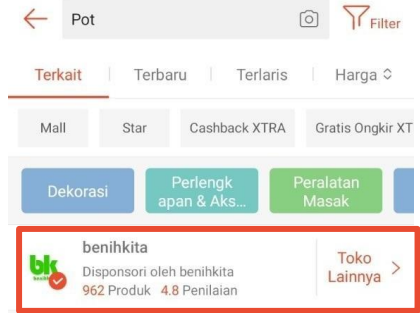 Pot
Filter
Terkait Terbaru Terlaris Harga
Mall Star Cashback XTRA Gratis Ongkir XT
Dekorasi
Perlengk
apan & Aks...
Peralatan
Masak
bk
benihkita
Disponsori oleh benihkita
962 Produk 4.8 Penilaian
Toko
Lainnya